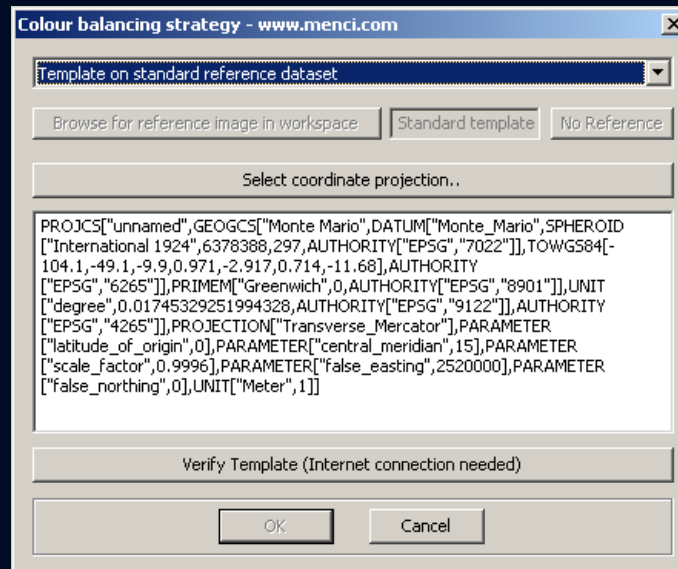 Colour balancing strategy - www.menci.com
Template on standard reference dataset
Browse for reference image in workspace Standard template No Reference
Select coordinate projection..
PROJCS["unnamed",GEOGCS["Monte Mario",DATUM["Monte_Mario",SPHEROID
["International 1924",6378388,297,AUTHORITY["EPSG","7022"]],TOWGS84[-
104.1,-49.1,-9.9,0.971,-2.917,0.714,-11.68],AUTHORITY
["EPSG","6265"]],PRIMEM["Greenwich",0,AUTHORITY["EPSG","8901"]],UNIT
["degree",0.01745329251994328,AUTHORITY["EPSG","9122"]],AUTHORITY
["EPSG","4265"]],PROJECTION["Transverse_Mercator"],PARAMETER
["latitude_of_origin",0],PARAMETER["central_meridian",15],PARAMETER
["scale_factor",0.9996],PARAMETER["false_easting",2520000],PARAMETER
["false_northing",0],UNIT["Meter",1]]
Verify Template (Internet connection needed)
OK Cancel